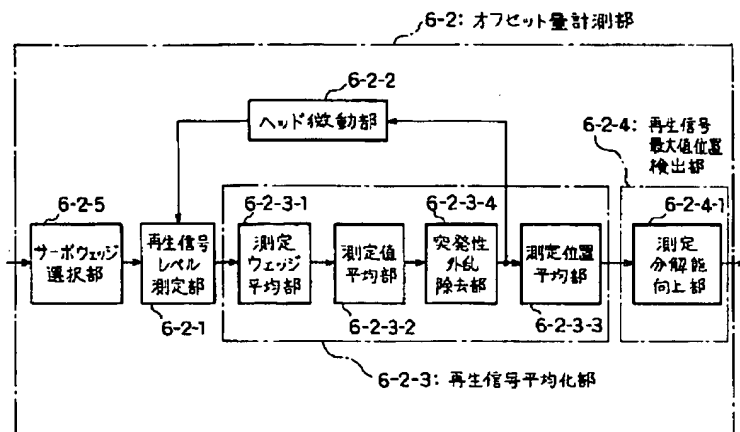 6-2: オフセット量計測部
6-2-2
ヘッド微動部
6-2-4: 再生信号
最大値位置
検出部
6-2-5
サーボウェッジ
選択部
再生信号
レベル
測定部
6-2-1
6-2-3-1
測定
ウェッジ
平均部
測定値
平均部
6-2-3-2
6-2-3-4
突発性
外乱
除去部
測定位置
平均部
6-2-3-3
6-2-4-1
測定
分解能
向上部
6-2-3: 再生信号平均化部